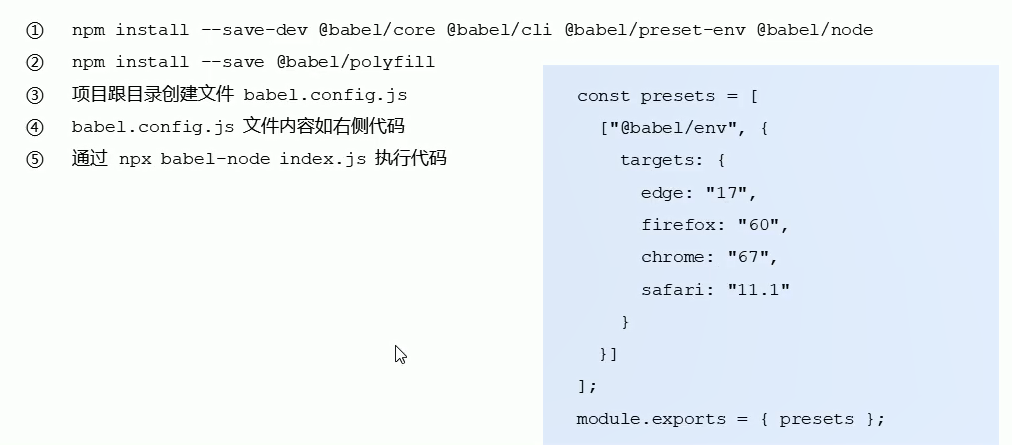 ① npm install --save-dev @babel/core @babel/cli @babel/preset-env @babel/node
② npm install --save @babel/polyfill
③ 项目跟目录创建文件 babel.config.js
④ babel.config.js 文件内容如右侧代码
⑤ 通过 npx babel-node index.js 执行代码
const presets = [
["@babel/env", {
targets: {
edge: "17",
firefox: "60",
chrome: "67",
safari: "11.1"
}
}]
];
module.exports = { presets };